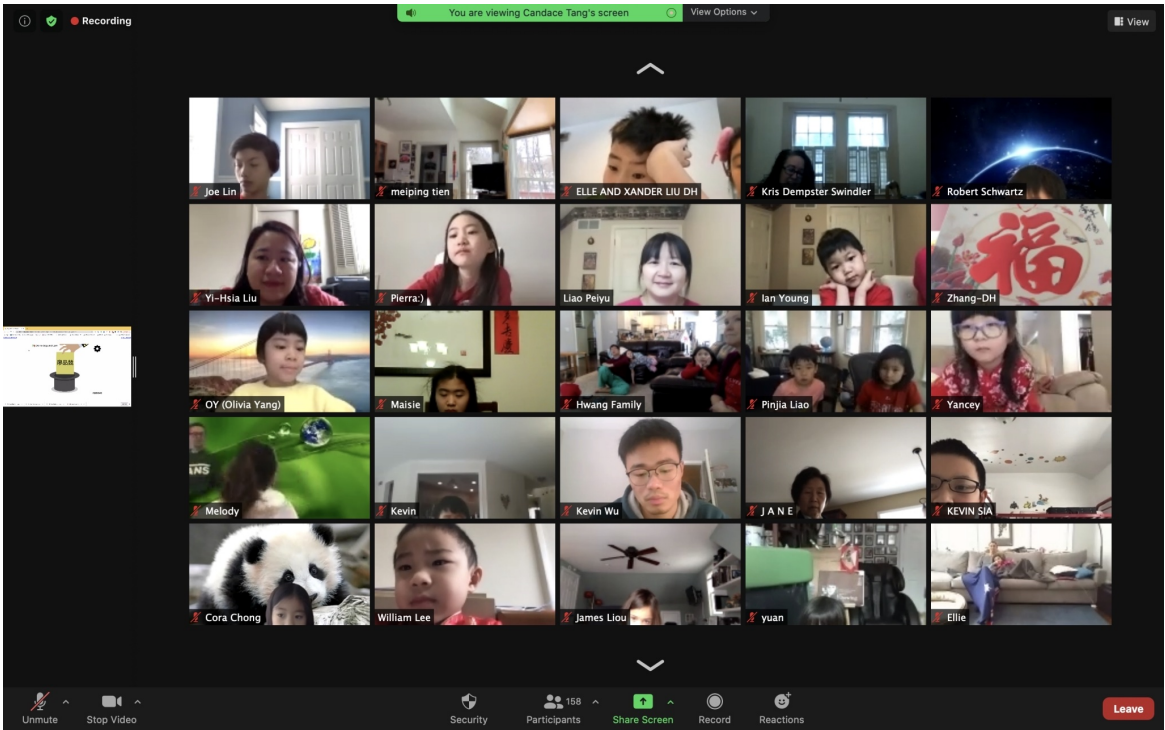 Recording
You are viewing Candace Tang's screen
View Options
View
Joe Lin
meiping tien
ELLE AND XANDER LIU DH
Kris Dempster Swindler
Robert Schwartz
Yi-Hsia Liu
Pierra:)
Liao Peiyu
Ian Young
Zhang-DH
福
OY (Olivia Yang)
Maisie
Hwang Family
Pinjia Liao
Yancey
ANS
Melody
Kevin
Kevin Wu
J A N E
KEVIN SIA
Cora Chong
William Lee
James Liou
yuan
Ellie
Unmute
Stop Video
Security
158
Participants
Share Screen
Record
Reactions
Leave